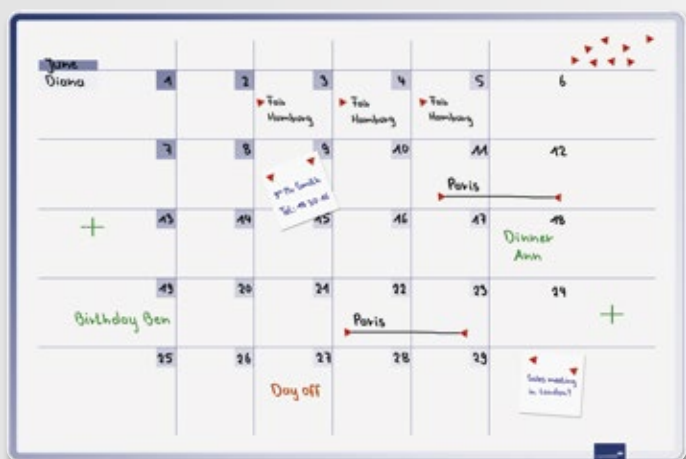 June
Diana 1 2 3 4 5 6
Fair Fair Fair
Hamburg Hamburg Hamburg
7 8 9 10 11 12
Smith
Tel.:
Paris
13 14 15 16 17 18
Dinner
Ann
19 20 21 22 23 24
Birthday Ben
Paris
25 26 27 28 29
Day off
Sales meeting
in London!